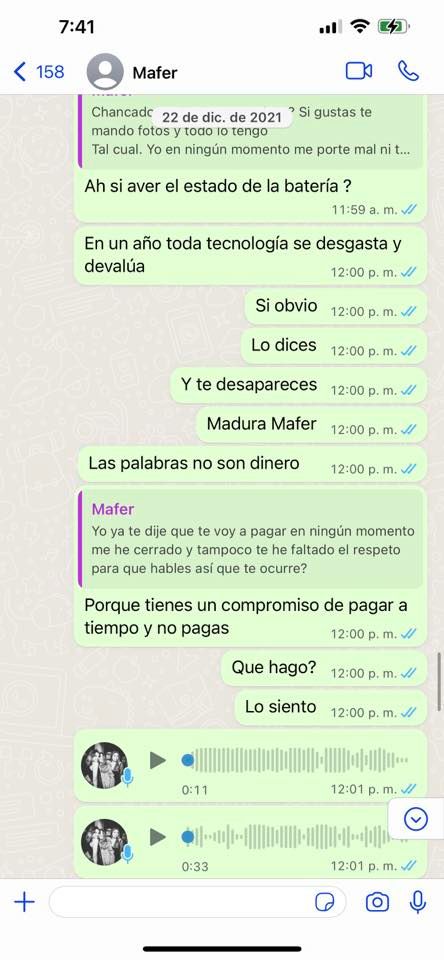 7:41
158
Mafer
22 de dic. de 2021
Chancado ? Si gustas te
mando fotos y todo lo tengo
Tal cual. Yo en ningún momento me porte mal ni t...
Ah si aver el estado de la batería ?
11:59 a. m.
En un año toda tecnología se desgasta y
devalúa
12:00 p. m.
Si obvio
12:00 p. m.
Lo dices
12:00 p. m.
Y te desapareces
12:00 p. m.
Madura Mafer
12:00 p. m.
Las palabras no son dinero
12:00 p. m.
Mafer
Yo ya te dije que te voy a pagar en ningún momento
me he cerrado y tampoco te he faltado el respeto
para que hables así que te ocurre?
Porque tienes un compromiso de pagar a
tiempo y no pagas
12:00 p. m.
Que hago?
12:00 p. m.
Lo siento
12:00 p. m.
0:11
12:01 p. m.
0:33
12:01 p. m.